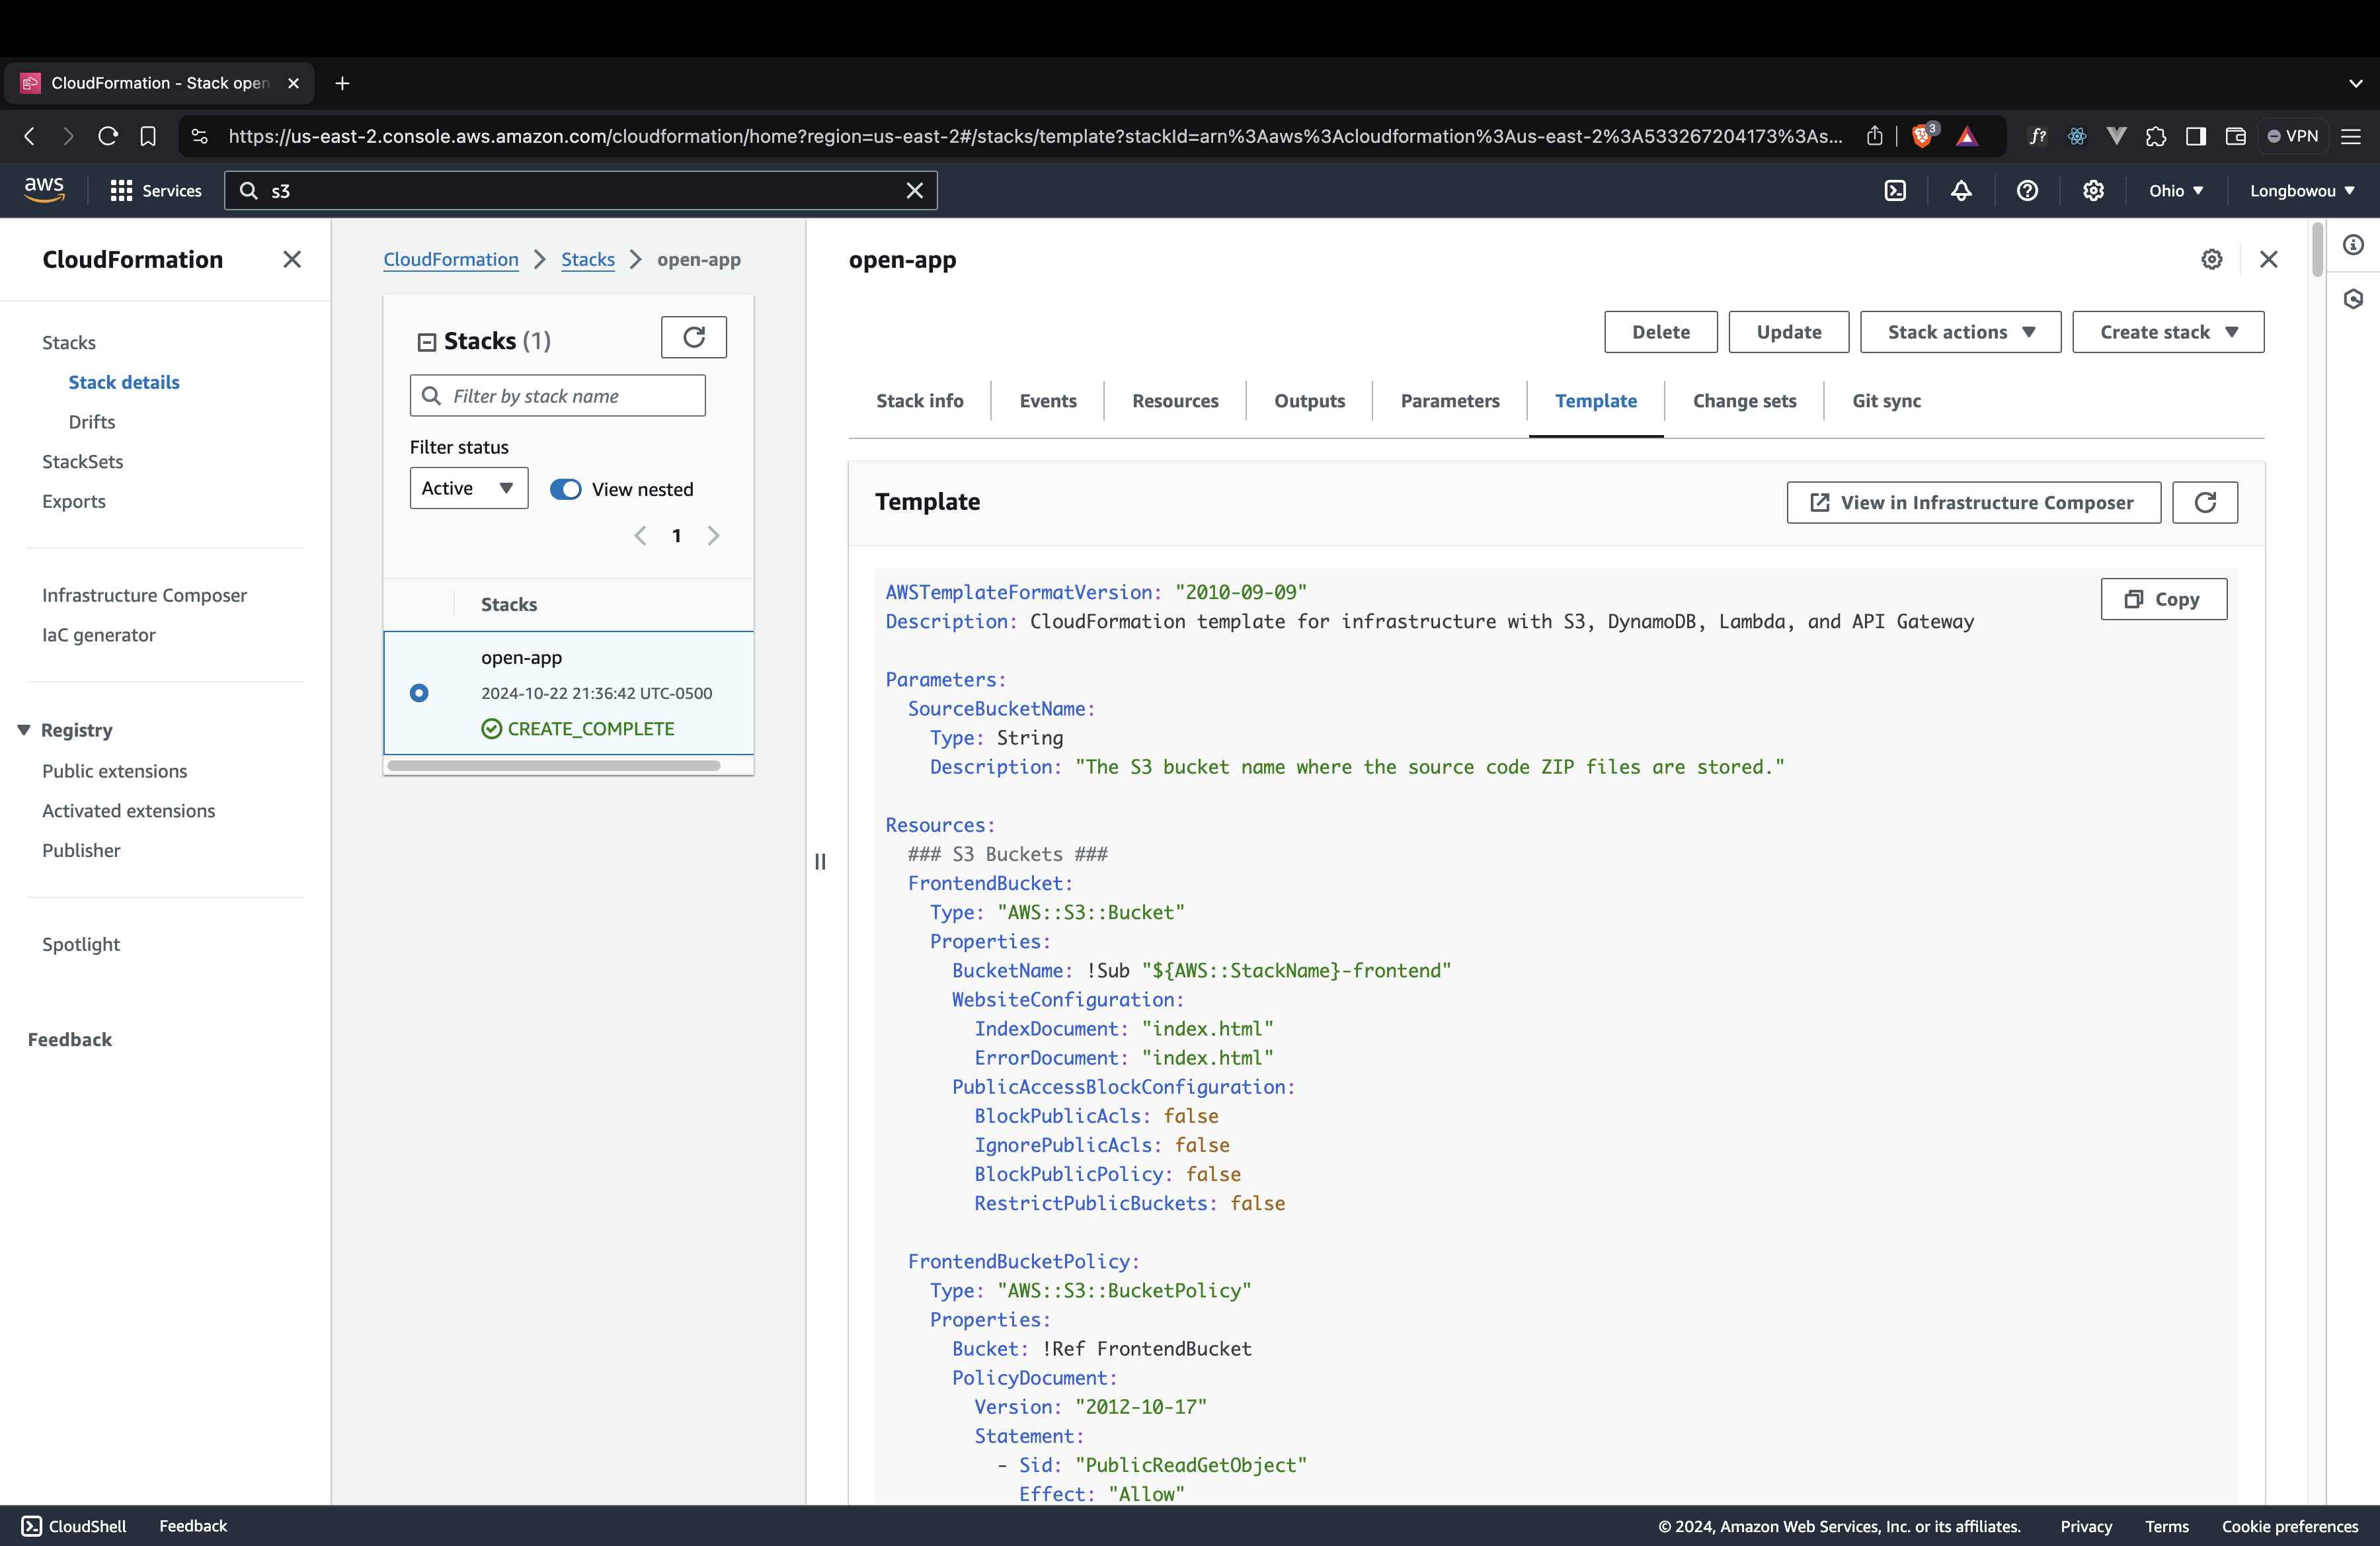 CloudFormation - Stack open
https://us-east-2.console.aws.amazon.com/cloudformation/home?region=us-east-2#/stacks/template?stackId=arn%3Aaws%3Acloudformation%3Aus-east-2%3A533267204173%3As...
3
f?
VPN
aws
Services
s3
Ohio
Longbowou
CloudFormation
Stacks
Stack details
Drifts
StackSets
Exports
Infrastructure Composer
IaC generator
Registry
Public extensions
Activated extensions
Publisher
Spotlight
Feedback
CloudFormation
Stacks
open-app
Stacks (1)
Filter by stack name
Filter status
Active
View nested
1
Stacks
open-app
2024-10-22 21:36:42 UTC-0500
CREATE_COMPLETE
open-app
Delete
Update
Stack actions
Create stack
Stack info
Events
Resources
Outputs
Parameters
Template
Change sets
Git sync
Template
View in Infrastructure Composer
Copy
AWSTemplateFormatVersion: "2010-09-09"
Description: CloudFormation template for infrastructure with S3, DynamoDB, Lambda, and API Gateway
Parameters:
SourceBucketName:
Type: String
Description: "The S3 bucket name where the source code ZIP files are stored."
Resources:
### S3 Buckets ###
FrontendBucket:
Type: "AWS::S3::Bucket"
Properties:
BucketName: !Sub "${AWS::StackName}-frontend"
WebsiteConfiguration:
IndexDocument: "index.html"
ErrorDocument: "index.html"
PublicAccessBlockConfiguration:
BlockPublicAcls: false
IgnorePublicAcls: false
BlockPublicPolicy: false
RestrictPublicBuckets: false
FrontendBucketPolicy:
Type: "AWS::S3::BucketPolicy"
Properties:
Bucket: !Ref FrontendBucket
PolicyDocument:
Version: "2012-10-17"
Statement:
- Sid: "PublicReadGetObject"
Effect: "Allow"
CloudShell
Feedback
© 2024, Amazon Web Services, Inc. or its affiliates.
Privacy
Terms
Cookie preferences